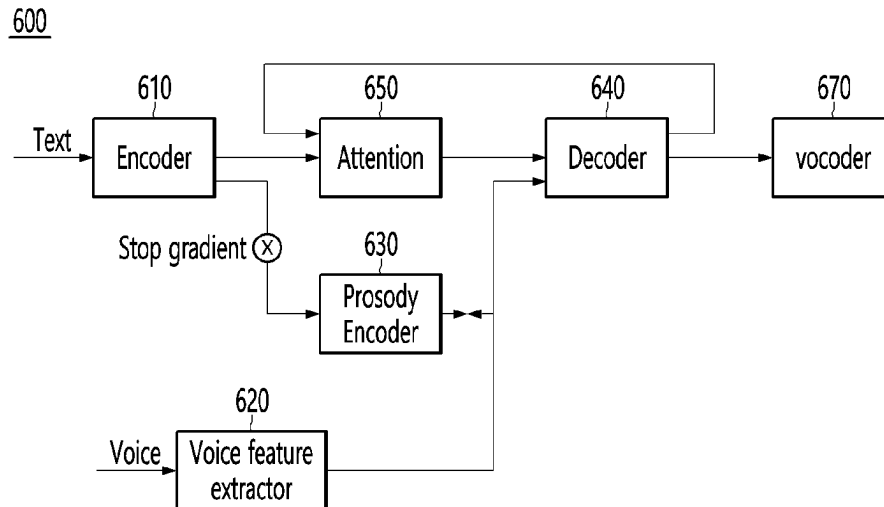 600
610
650
640
670
Text
Encoder
Attention
Decoder
vocoder
Stop gradient
X
630
Prosody
Encoder
620
Voice
Voice feature
extractor